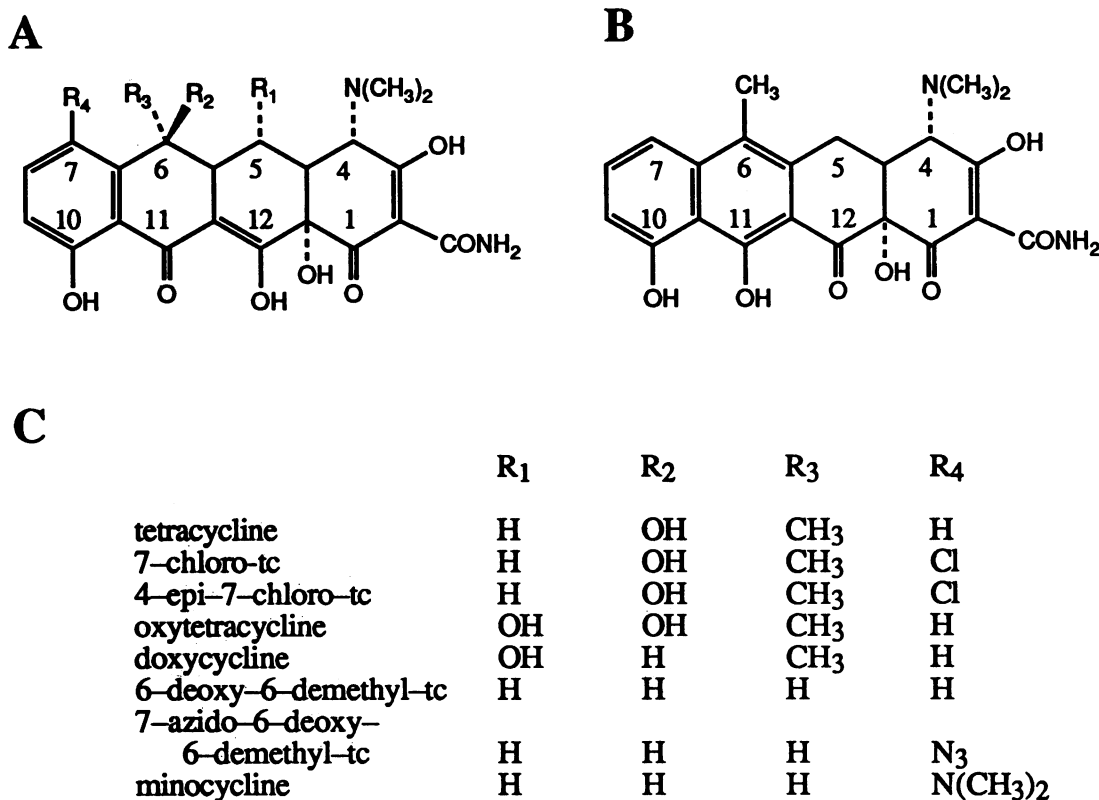 A
B
R4 R3 R2 R1 N(CH3)2
OH
7 6 5 4
10 11 12 1
CONH2
OH O OH OH O
CH3 N(CH3)2
OH
7 6 5 4
10 11 12 1
CONH2
OH OH O OH O
C
R1 R2 R3 R4
tetracycline H OH CH3 H
7–chloro-tc H OH CH3 Cl
4–epi–7–chloro–tc H OH CH3 Cl
oxytetracycline OH OH CH3 H
doxycycline OH H CH3 H
6–deoxy–6–demethyl–tc H H H H
7–azido–6–deoxy–
6–demethyl–tc H H H N3
minocycline H H H N(CH3)2